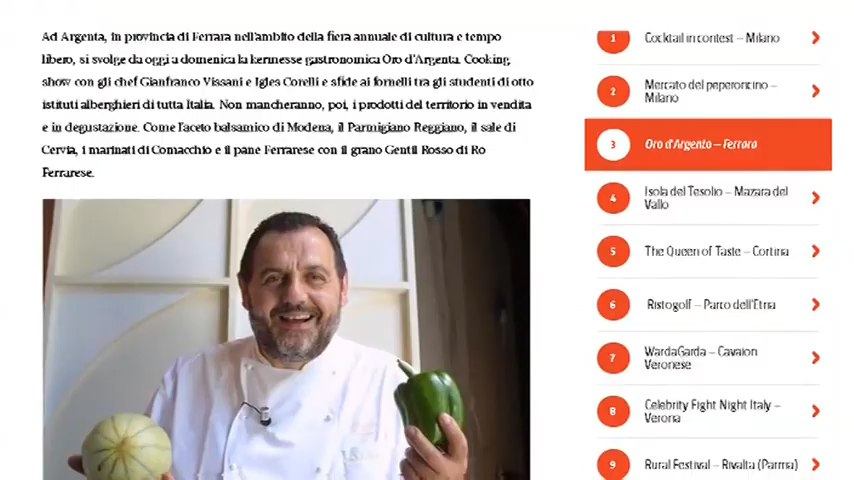 Ad Argenta, in provincia di Ferrara nell'ambito della fiera annuale di cultura e tempo
libero, si svolge da oggi a domenica la kermesse gastronomica Oro d'Argenta. Cooking
show con gli chef Gianfranco Vissani e Igles Corelli e sfide ai fornelli tra gli studenti di otto
istituti alberghieri di tutta Italia. Non mancheranno, poi, i prodotti del territorio in vendita
e in degustazione. Come l'aceto balsamico di Modena, il Parmigiano Reggiano, il sale di
Cervia, i marinati di Comacchio e il pane Ferrarese con il grano Gentil Rosso di Ro
Ferrarese.
1 Cocktail in contest – Milano
2 Mercato del peperoncino –
Milano
3 Oro d'Argento – Ferrara
4 Isola del Tesolio – Mazara del
Vallo
5 The Queen of Taste – Cortina
6 Ristogolf – Parco dell'Etna
7 WardaGarda – Cavaion
Veronese
8 Celebrity Fight Night Italy –
Verona
9 Rural Festival – Rivalta (Parma)